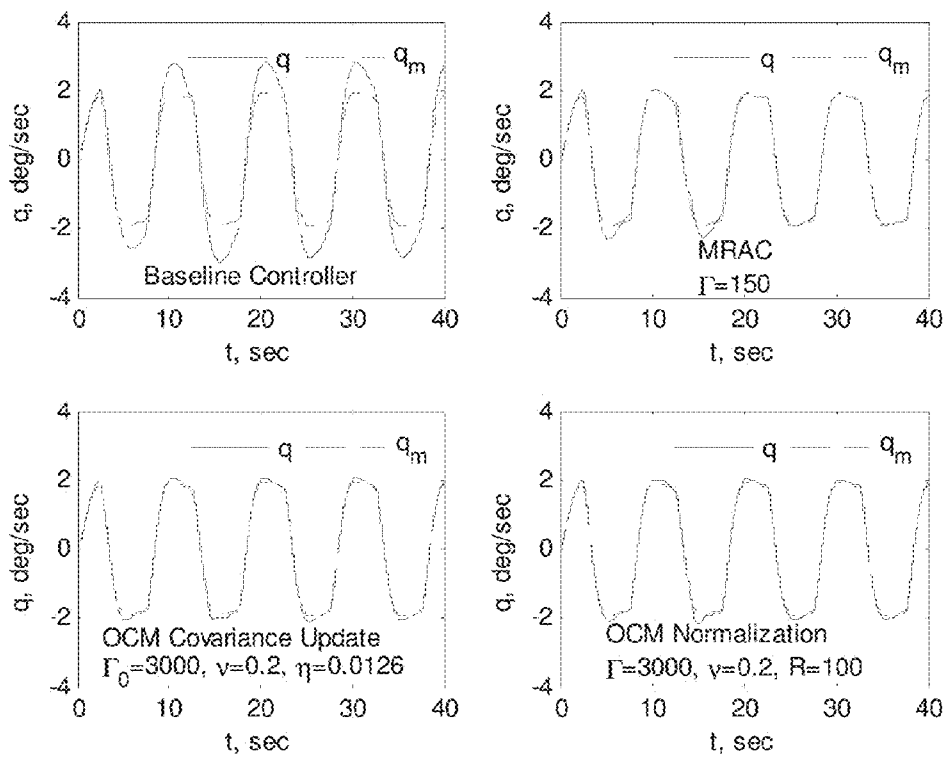 4
2
0
-2
-4
q, deg/sec
q
q_m
Baseline Controller
0 10 20 30 40
t, sec
4
2
0
-2
-4
q, deg/sec
q
q_m
MRAC
Γ=150
0 10 20 30 40
t, sec
4
2
0
-2
-4
q, deg/sec
q
q_m
OCM Covariance Update
Γ₀=3000, ν=0.2, η=0.0126
0 10 20 30 40
t, sec
4
2
0
-2
-4
q, deg/sec
q
q_m
OCM Normalization
Γ=3000, ν=0.2, R=100
0 10 20 30 40
t, sec